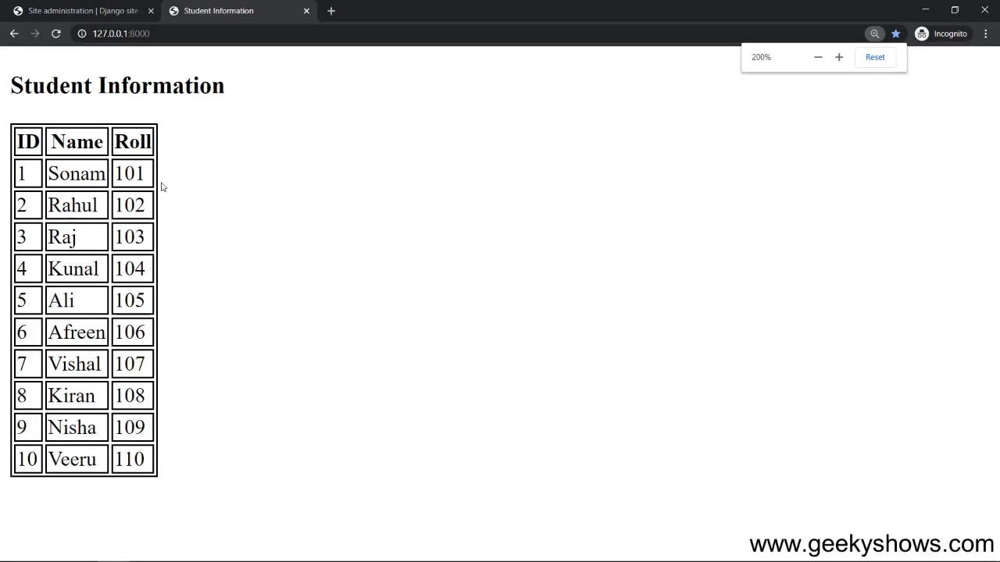 Site administration | Django site
Student Information
127.0.0.1:8000
Incognito
200%
Reset
Student Information
ID Name Roll
1 Sonam 101
2 Rahul 102
3 Raj 103
4 Kunal 104
5 Ali 105
6 Afreen 106
7 Vishal 107
8 Kiran 108
9 Nisha 109
10 Veeru 110
www.geekyshows.com